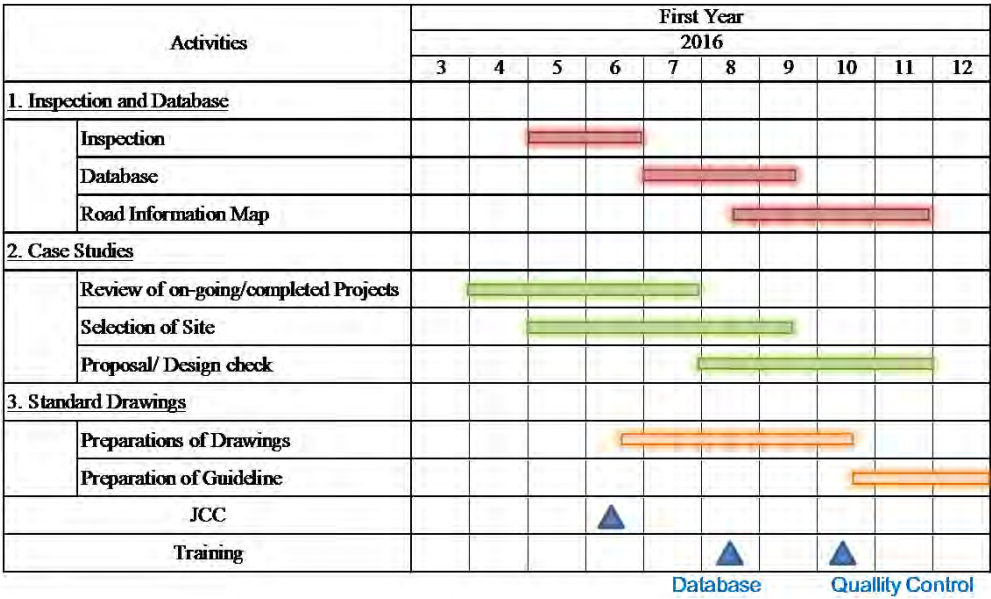 Activities
First Year
2016
3 4 5 6 7 8 9 10 11 12
1. Inspection and Database
Inspection
Database
Road Information Map
2. Case Studies
Review of on-going/completed Projects
Selection of Site
Proposal/ Design check
3. Standard Drawings
Preparations of Drawings
Preparation of Guideline
JCC
Training
Database Quallity Control